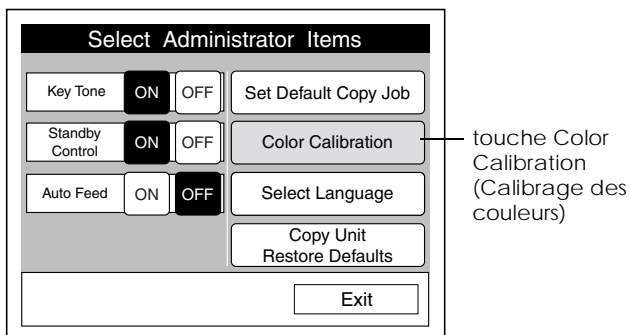 Select Administrator Items
Key Tone ON OFF Set Default Copy Job
Standby
Control ON OFF Color Calibration
Auto Feed ON OFF Select Language
Copy Unit
Restore Defaults
Exit
touche Color
Calibration
(Calibrage des
couleurs)